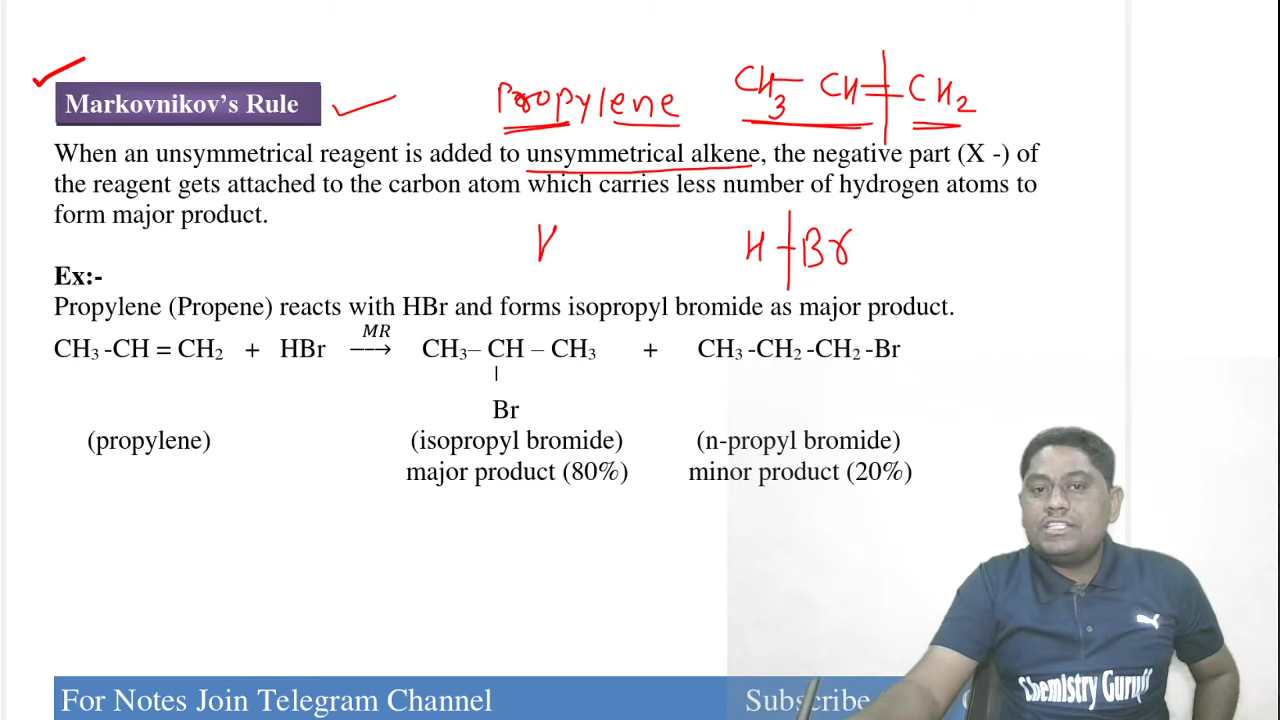 Markovnikov's Rule
Propylene CH3 - CH = CH2
When an unsymmetrical reagent is added to unsymmetrical alkene, the negative part (X -) of
the reagent gets attached to the carbon atom which carries less number of hydrogen atoms to
form major product.
H - Br
Ex:-
Propylene (Propene) reacts with HBr and forms isopropyl bromide as major product.
MR
CH3 -CH = CH2 + HBr ---→ CH3– CH – CH3 + CH3 -CH2 -CH2 -Br
Br
(propylene) (isopropyl bromide) (n-propyl bromide)
major product (80%) minor product (20%)
Chemistry
For Notes Join Telegram Channel